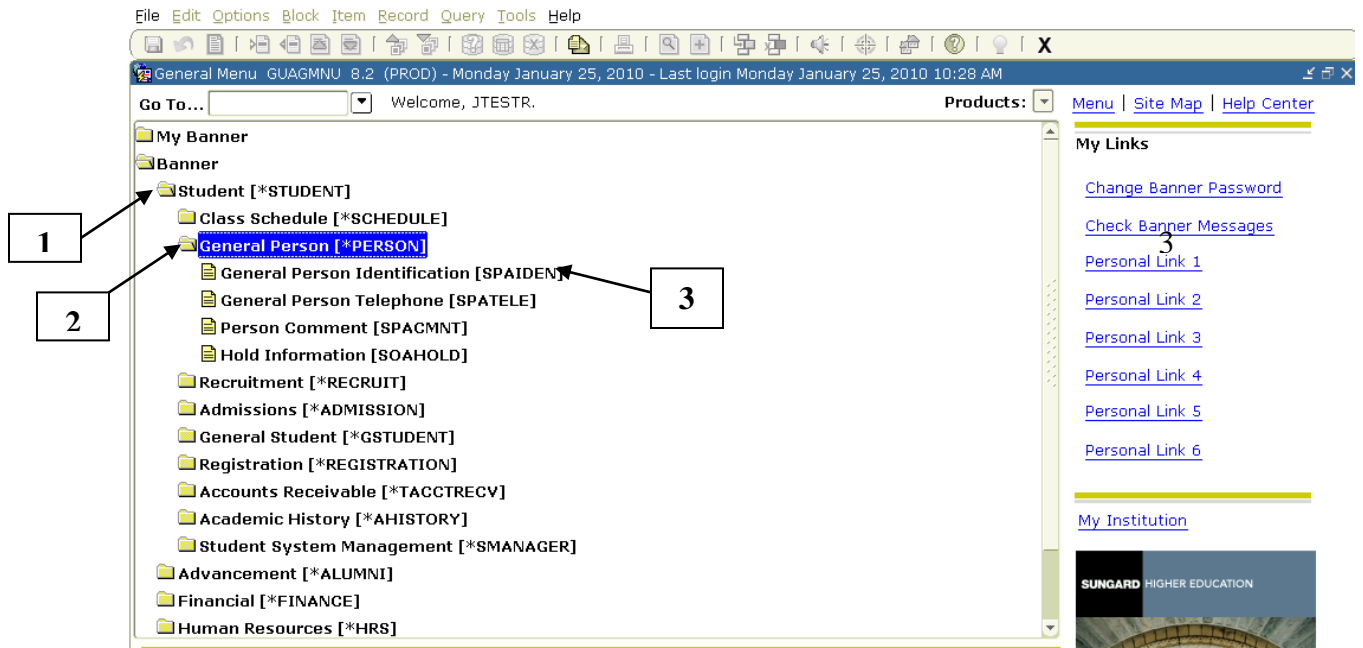 File Edit Options Block Item Record Query Tools Help
X
General Menu GUAGMNU 8.2 (PROD) - Monday January 25, 2010 - Last login Monday January 25, 2010 10:28 AM
Go To... Welcome, JTESTR. Products: Menu | Site Map | Help Center
My Banner
Banner
Student [*STUDENT]
Class Schedule [*SCHEDULE]
General Person [*PERSON]
General Person Identification [SPAIDEN]
General Person Telephone [SPATELE]
Person Comment [SPACMNT]
Hold Information [SOAHOLD]
Recruitment [*RECRUIT]
Admissions [*ADMISSION]
General Student [*GSTUDENT]
Registration [*REGISTRATION]
Accounts Receivable [*TACCTRECV]
Academic History [*AHISTORY]
Student System Management [*SMANAGER]
Advancement [*ALUMNI]
Financial [*FINANCE]
Human Resources [*HRS]
1
2
3
My Links
Change Banner Password
Check Banner Messages
3
Personal Link 1
Personal Link 2
Personal Link 3
Personal Link 4
Personal Link 5
Personal Link 6
My Institution
SUNGARD HIGHER EDUCATION